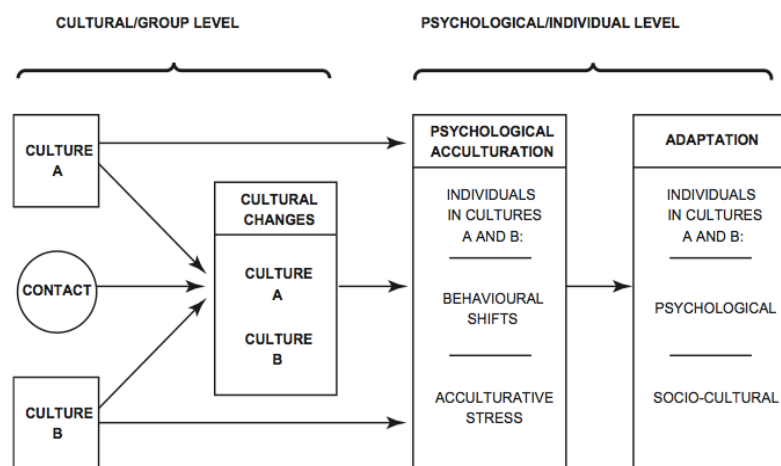 CULTURAL/GROUP LEVEL
PSYCHOLOGICAL/INDIVIDUAL LEVEL
CULTURE
A
CONTACT
CULTURE
B
CULTURAL
CHANGES
CULTURE
A
CULTURE
B
PSYCHOLOGICAL
ACCULTURATION
INDIVIDUALS
IN CULTURES
A AND B:
BEHAVIOURAL
SHIFTS
ACCULTURATIVE
STRESS
ADAPTATION
INDIVIDUALS
IN CULTURES
A AND B:
PSYCHOLOGICAL
SOCIO-CULTURAL